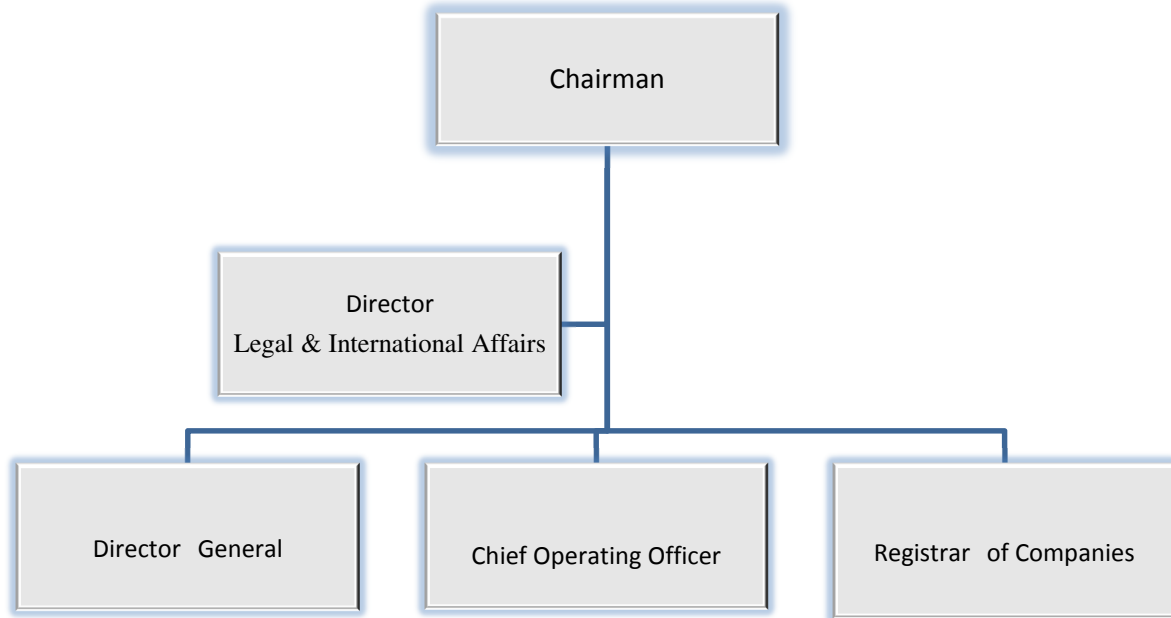 Chairman
Director
Legal & International Affairs
Director General
Chief Operating Officer
Registrar of Companies